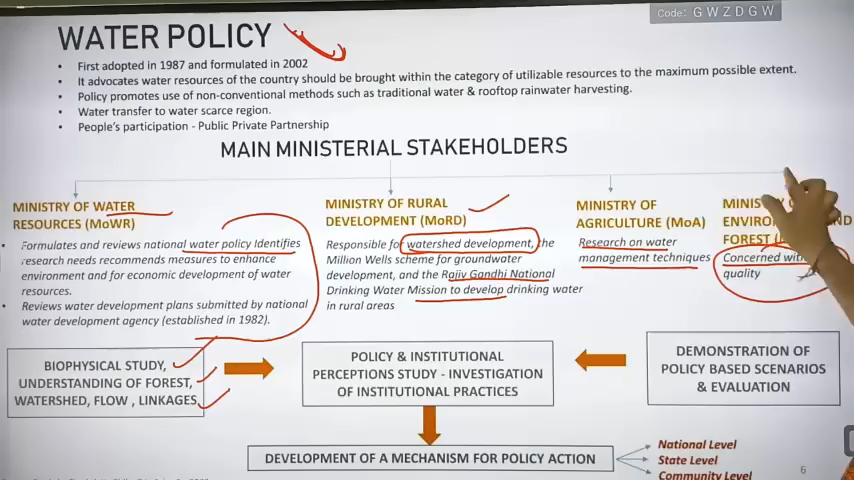 Code: G W Z D G W
WATER POLICY
• First adopted in 1987 and formulated in 2002
• It advocates water resources of the country should be brought within the category of utilizable resources to the maximum possible extent.
• Policy promotes use of non-conventional methods such as traditional water & rooftop rainwater harvesting.
• Water transfer to water scarce region.
• People's participation - Public Private Partnership
MAIN MINISTERIAL STAKEHOLDERS
MINISTRY OF WATER
RESOURCES (MoWR)
• Formulates and reviews national water policy Identifies
research needs recommends measures to enhance
environment and for economic development of water
resources.
• Reviews water development plans submitted by national
water development agency (established in 1982).
MINISTRY OF RURAL
DEVELOPMENT (MoRD)
Responsible for watershed development, the
Million Wells scheme for groundwater
development, and the Rajiv Gandhi National
Drinking Water Mission to develop drinking water
in rural areas
MINISTRY OF
AGRICULTURE (MoA)
Research on water
management techniques
FOREST
Concerned
quality
BIOPHYSICAL STUDY,
UNDERSTANDING OF FOREST,
WATERSHED, FLOW , LINKAGES
POLICY & INSTITUTIONAL
PERCEPTIONS STUDY - INVESTIGATION
OF INSTITUTIONAL PRACTICES
DEMONSTRATION OF
POLICY BASED SCENARIOS
& EVALUATION
DEVELOPMENT OF A MECHANISM FOR POLICY ACTION
National Level
State Level
Community Level
6